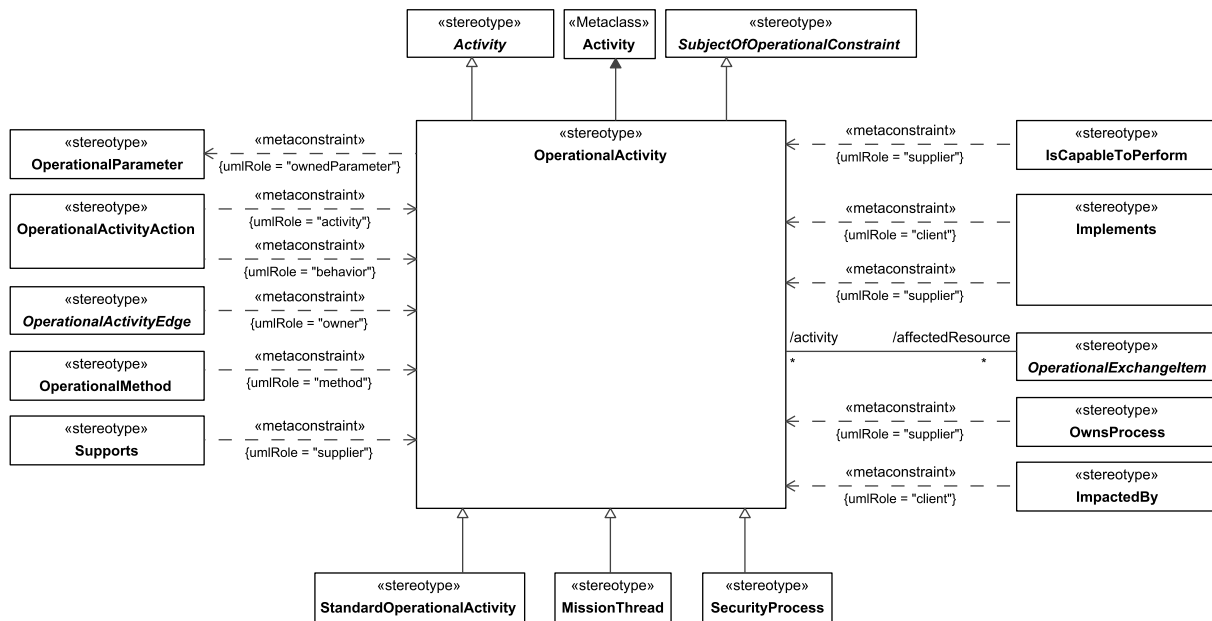 «stereotype»
Activity
«Metaclass»
Activity
«stereotype»
SubjectOfOperationalConstraint
«stereotype»
OperationalActivity
«stereotype»
OperationalParameter
«metaconstraint»
{umlRole = "ownedParameter"}
«stereotype»
OperationalActivityAction
«metaconstraint»
{umlRole = "activity"}
«metaconstraint»
{umlRole = "behavior"}
«stereotype»
OperationalActivityEdge
«metaconstraint»
{umlRole = "owner"}
«stereotype»
OperationalMethod
«metaconstraint»
{umlRole = "method"}
«stereotype»
Supports
«metaconstraint»
{umlRole = "supplier"}
«metaconstraint»
{umlRole = "supplier"}
«stereotype»
IsCapableToPerform
«metaconstraint»
{umlRole = "client"}
«metaconstraint»
{umlRole = "supplier"}
«stereotype»
Implements
/activity
*
/affectedResource
*
«stereotype»
OperationalExchangeItem
«metaconstraint»
{umlRole = "supplier"}
«stereotype»
OwnsProcess
«metaconstraint»
{umlRole = "client"}
«stereotype»
ImpactedBy
«stereotype»
StandardOperationalActivity
«stereotype»
MissionThread
«stereotype»
SecurityProcess